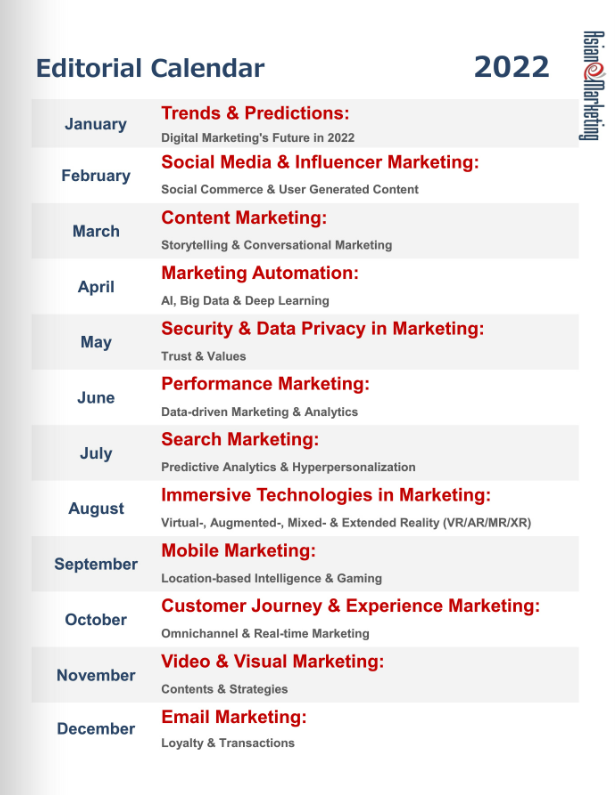 Editorial Calendar 2022
Asian e Marketing
January
Trends & Predictions:
Digital Marketing's Future in 2022
February
Social Media & Influencer Marketing:
Social Commerce & User Generated Content
March
Content Marketing:
Storytelling & Conversational Marketing
April
Marketing Automation:
AI, Big Data & Deep Learning
May
Security & Data Privacy in Marketing:
Trust & Values
June
Performance Marketing:
Data-driven Marketing & Analytics
July
Search Marketing:
Predictive Analytics & Hyperpersonalization
August
Immersive Technologies in Marketing:
Virtual-, Augmented-, Mixed- & Extended Reality (VR/AR/MR/XR)
September
Mobile Marketing:
Location-based Intelligence & Gaming
October
Customer Journey & Experience Marketing:
Omnichannel & Real-time Marketing
November
Video & Visual Marketing:
Contents & Strategies
December
Email Marketing:
Loyalty & Transactions